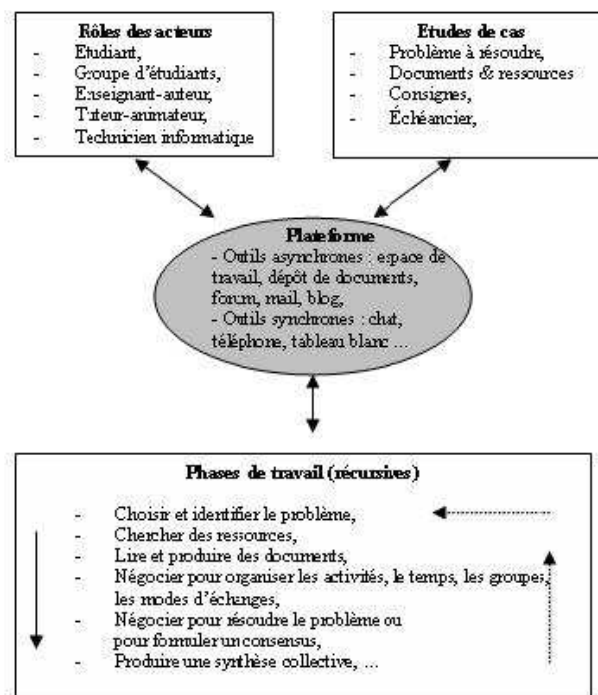 Rôles des acteurs
- Etudiant,
- Groupe d'étudiants,
- Enseignant-auteur,
- Tuteur-animateur,
- Technicien informatique
Etudes de cas
- Problème à résoudre,
- Documents & ressources
- Consignes,
- Échéancier,
Plateforme
- Outils asynchrones : espace de
travail, dépôt de documents,
forum, mail, blog,
- Outils synchrones : chat,
téléphone, tableau blanc ...
Phases de travail (récursives)
- Choisir et identifier le problème,
- Chercher des ressources,
- Lire et produire des documents,
- Négocier pour organiser les activités, le temps, les groupes,
les modes d'échanges,
- Négocier pour résoudre le problème ou
pour formuler un consensus,
- Produire une synthèse collective, ...